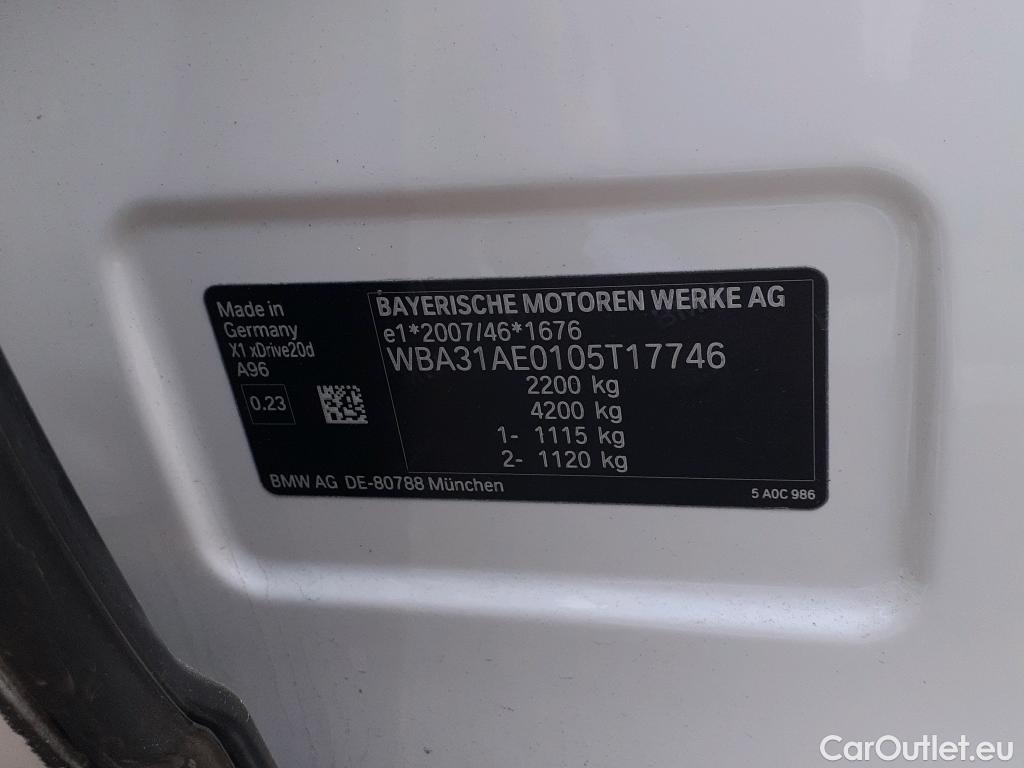 Made in
Germany
X1 xDrive20d
A96
0.23
BAYERISCHE MOTOREN WERKE AG
e1*2007/46*1676
WBA31AE0105T17746
2200 kg
4200 kg
1- 1115 kg
2- 1120 kg
BMW AG DE-80788 München
5 A0C 986
CarOutlet.eu